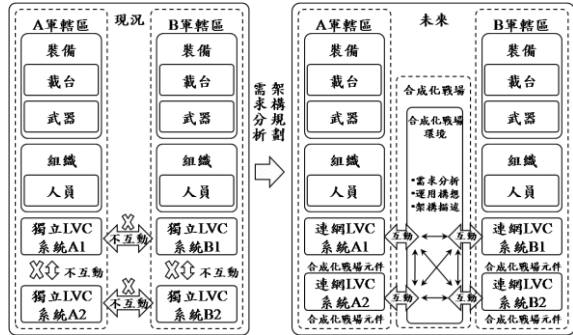 A軍轄區
現況
B軍轄區
裝備
裝備
載台
載台
武器
武器
組織
組織
人員
人員
獨立LVC
系統A1
X
不互動
獨立LVC
系統B1
X
不互動
X
不互動
獨立LVC
系統A2
X
不互動
獨立LVC
系統B2
架構規劃
需求分析
A軍轄區
未來
B軍轄區
裝備
裝備
載台
載台
武器
武器
組織
組織
人員
人員
合成化戰場
合成化戰場
環境
•需求分析
•運用構想
•架構描述
連網LVC
系統A1
互動
互動
連網LVC
系統B1
合成化戰場元件
合成化戰場元件
連網LVC
系統A2
互動
互動
連網LVC
系統B2
合成化戰場元件
合成化戰場元件